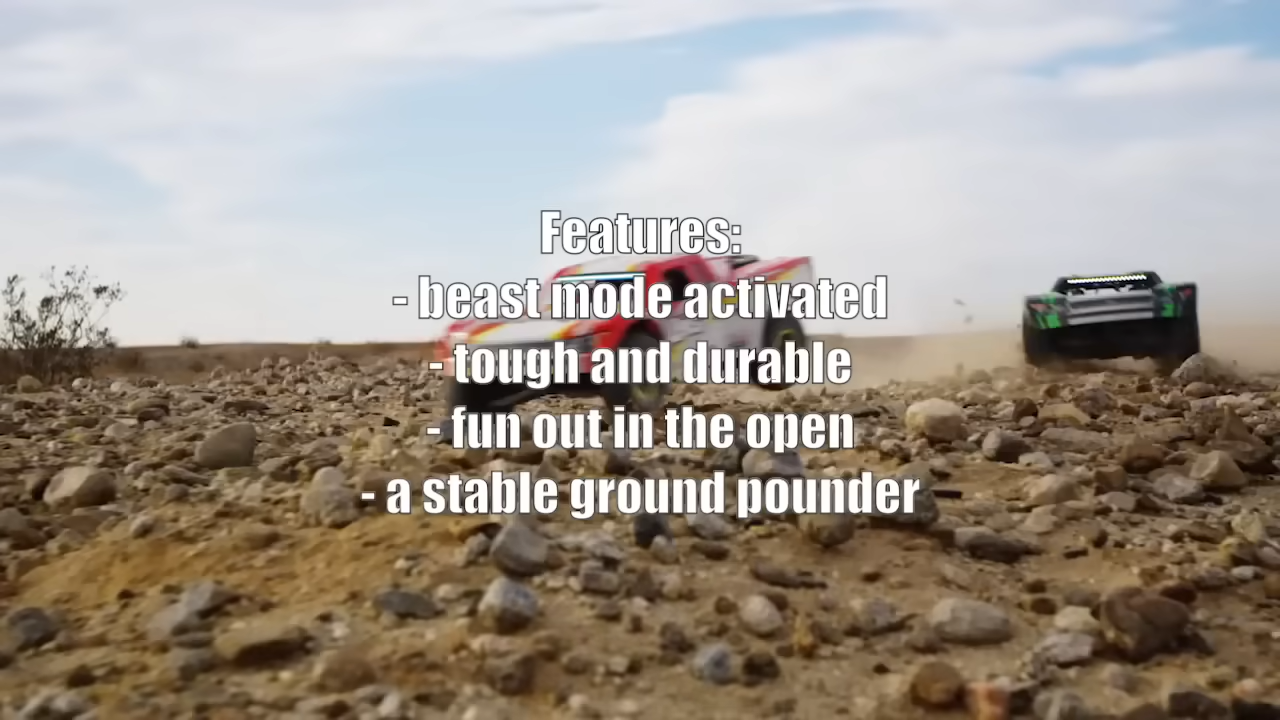 Features:
- beast mode activated
- tough and durable
- fun out in the open
- a stable ground pounder